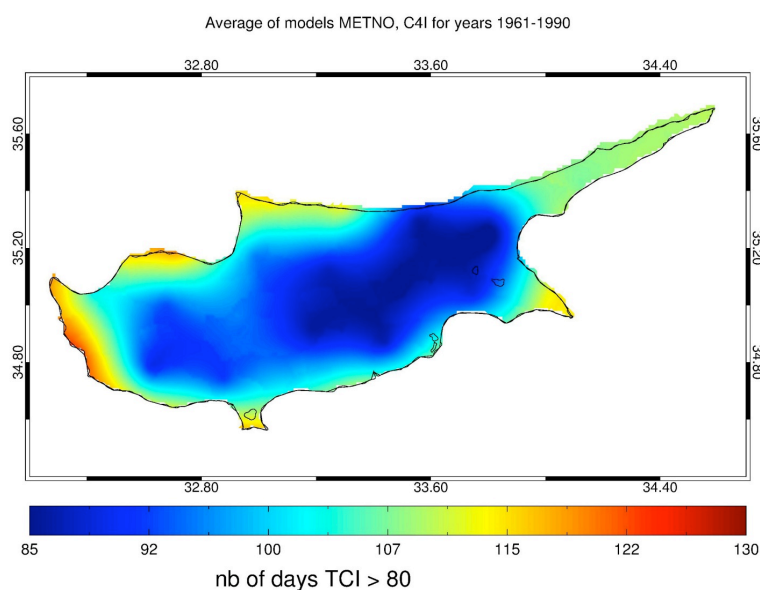 Average of models METNO, C4I for years 1961-1990
32.80 33.60 34.40
35.60 35.60
35.20 35.20
34.80 34.80
32.80 33.60 34.40
85 92 100 107 115 122 130
nb of days TCI > 80